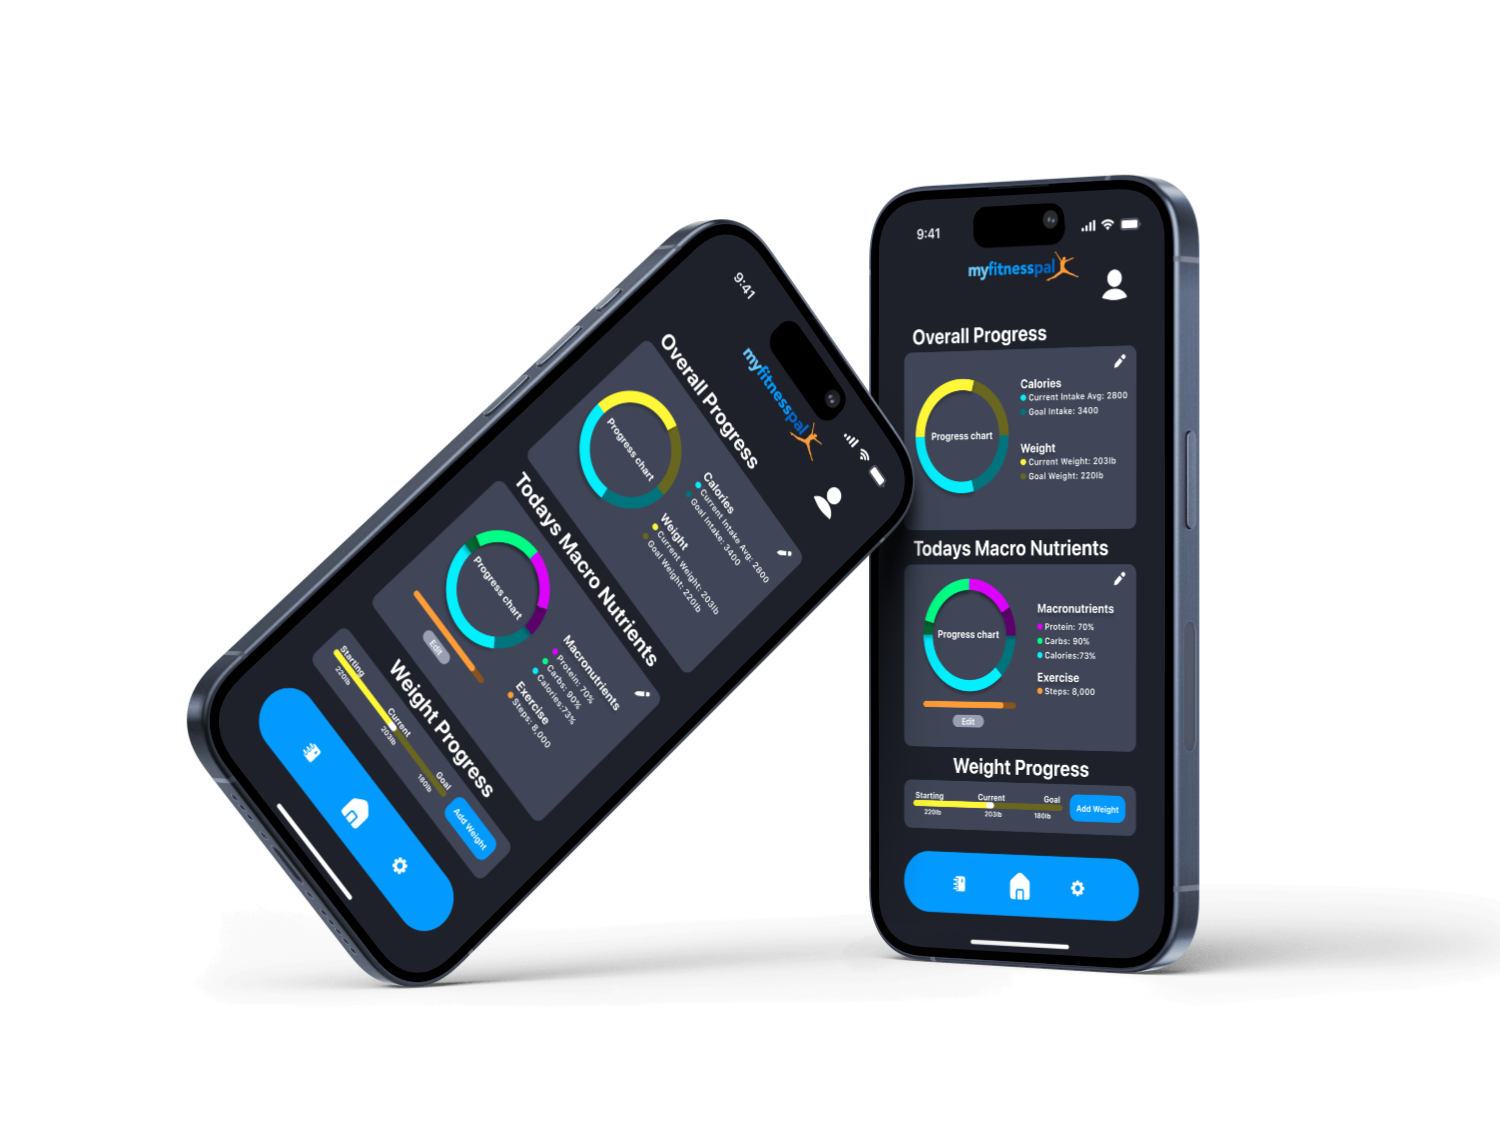 9:41
myfitnesspal
Overall Progress
Progress chart
Calories
Current Intake Avg: 2800
Goal Intake: 3400
Weight
Current Weight: 203lb
Goal Weight: 220lb
Todays Macro Nutrients
Progress chart
Macronutrients
Protein: 70%
Carbs: 90%
Calories:73%
Exercise
Steps: 8,000
Edit
Weight Progress
Starting
Current
Goal
220lb
203lb
180lb
Add Weight
9:41
myfitnesspal
Overall Progress
Calories
Current Intake Avg: 2800
Goal Intake: 3400
Progress chart
Weight
Current Weight: 203lb
Goal Weight: 220lb
Todays Macro Nutrients
Macronutrients
Protein: 70%
Progress chart
Carbs: 90%
Calories:73%
Exercise
Steps: 8,000
Edit
Weight Progress
Starting Current Goal
220lb 203lb 180lb
Add Weight